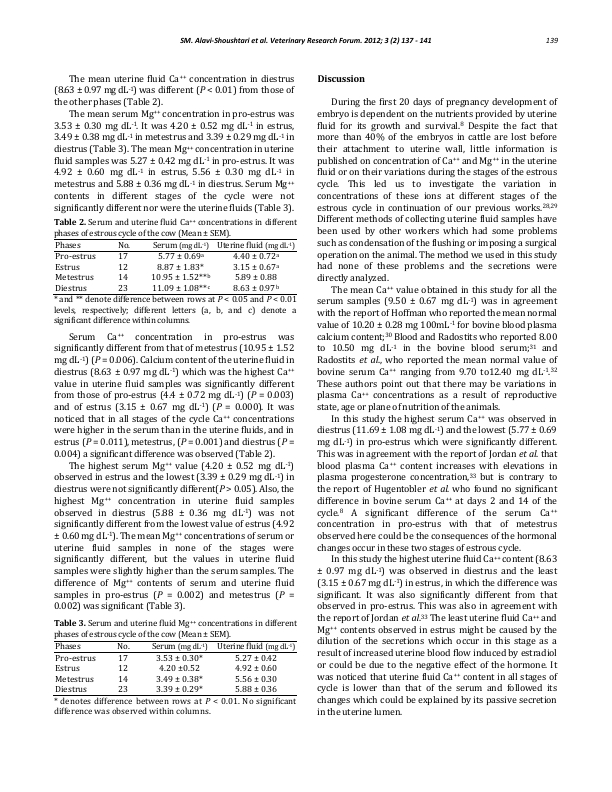 SM. Alavi-Shoushtari et al. Veterinary Research Forum. 2012; 3 (2) 137 - 141
139
The mean uterine fluid Ca⁺⁺ concentration in diestrus
(8.63 ± 0.97 mg dL⁻¹) was different (P < 0.01) from those of
the other phases (Table 2).
The mean serum Mg⁺⁺ concentration in pro-estrus was
3.53 ± 0.30 mg dL⁻¹. It was 4.20 ± 0.52 mg dL⁻¹ in estrus,
3.49 ± 0.38 mg dL⁻¹ in metestrus and 3.39 ± 0.29 mg dL⁻¹ in
diestrus (Table 3). The mean Mg⁺⁺ concentration in uterine
fluid samples was 5.27 ± 0.42 mg dL⁻¹ in pro-estrus. It was
4.92 ± 0.60 mg dL⁻¹ in estrus, 5.56 ± 0.30 mg dL⁻¹ in
metestrus and 5.88 ± 0.36 mg dL⁻¹ in diestrus. Serum Mg⁺⁺
contents in different stages of the cycle were not
significantly different nor were the uterine fluids (Table 3).
Table 2. Serum and uterine fluid Ca⁺⁺ concentrations in different
phases of estrous cycle of the cow (Mean ± SEM).
Phases No. Serum (mg dL⁻¹) Uterine fluid (mg dL⁻¹)
Pro-estrus 17 5.77 ± 0.69ᵃ 4.40 ± 0.72ᵃ
Estrus 12 8.87 ± 1.83* 3.15 ± 0.67ᵃ
Metestrus 14 10.95 ± 1.52**ᵇ 5.89 ± 0.88
Diestrus 23 11.09 ± 1.08**ᶜ 8.63 ± 0.97ᵇ
* and ** denote difference between rows at P < 0.05 and P < 0.01
levels, respectively; different letters (a, b, and c) denote a
significant difference within columns.
Serum Ca⁺⁺ concentration in pro-estrus was
significantly different from that of metestrus (10.95 ± 1.52
mg dL⁻¹) (P = 0.006). Calcium content of the uterine fluid in
diestrus (8.63 ± 0.97 mg dL⁻¹) which was the highest Ca⁺⁺
value in uterine fluid samples was significantly different
from those of pro-estrus (4.4 ± 0.72 mg dL⁻¹) (P = 0.003)
and of estrus (3.15 ± 0.67 mg dL⁻¹) (P = 0.000). It was
noticed that in all stages of the cycle Ca⁺⁺ concentrations
were higher in the serum than in the uterine fluids, and in
estrus (P = 0.011), metestrus, (P = 0.001) and diestrus (P =
0.004) a significant difference was observed (Table 2).
The highest serum Mg⁺⁺ value (4.20 ± 0.52 mg dL⁻¹)
observed in estrus and the lowest (3.39 ± 0.29 mg dL⁻¹) in
diestrus were not significantly different(P > 0.05). Also, the
highest Mg⁺⁺ concentration in uterine fluid samples
observed in diestrus (5.88 ± 0.36 mg dL⁻¹) was not
significantly different from the lowest value of estrus (4.92
± 0.60 mg dL⁻¹). The mean Mg⁺⁺ concentrations of serum or
uterine fluid samples in none of the stages were
significantly different, but the values in uterine fluid
samples were slightly higher than the serum samples. The
difference of Mg⁺⁺ contents of serum and uterine fluid
samples in pro-estrus (P = 0.002) and metestrus (P =
0.002) was significant (Table 3).
Table 3. Serum and uterine fluid Mg⁺⁺ concentrations in different
phases of estrous cycle of the cow (Mean ± SEM).
Phases No. Serum (mg dL⁻¹) Uterine fluid (mg dL⁻¹)
Pro-estrus 17 3.53 ± 0.30* 5.27 ± 0.42
Estrus 12 4.20 ±0.52 4.92 ± 0.60
Metestrus 14 3.49 ± 0.38* 5.56 ± 0.30
Diestrus 23 3.39 ± 0.29* 5.88 ± 0.36
* denotes difference between rows at P < 0.01. No significant
difference was observed within columns.
Discussion
During the first 20 days of pregnancy development of
embryo is dependent on the nutrients provided by uterine
fluid for its growth and survival.⁸ Despite the fact that
more than 40% of the embryos in cattle are lost before
their attachment to uterine wall, little information is
published on concentration of Ca⁺⁺ and Mg⁺⁺ in the uterine
fluid or on their variations during the stages of the estrous
cycle. This led us to investigate the variation in
concentrations of these ions at different stages of the
estrous cycle in continuation of our previous works.²⁸,²⁹
Different methods of collecting uterine fluid samples have
been used by other workers which had some problems
such as condensation of the flushing or imposing a surgical
operation on the animal. The method we used in this study
had none of these problems and the secretions were
directly analyzed.
The mean Ca⁺⁺ value obtained in this study for all the
serum samples (9.50 ± 0.67 mg dL⁻¹) was in agreement
with the report of Hoffman who reported the mean normal
value of 10.20 ± 0.28 mg 100mL⁻¹ for bovine blood plasma
calcium content;³⁰ Blood and Radostits who reported 8.00
to 10.50 mg dL⁻¹ in the bovine blood serum;³¹ and
Radostits et al., who reported the mean normal value of
bovine serum Ca⁺⁺ ranging from 9.70 to12.40 mg dL⁻¹.³²
These authors point out that there may be variations in
plasma Ca⁺⁺ concentrations as a result of reproductive
state, age or plane of nutrition of the animals.
In this study the highest serum Ca⁺⁺ was observed in
diestrus (11.69 ± 1.08 mg dL⁻¹) and the lowest (5.77 ± 0.69
mg dL⁻¹) in pro-estrus which were significantly different.
This was in agreement with the report of Jordan et al. that
blood plasma Ca⁺⁺ content increases with elevations in
plasma progesterone concentration,³³ but is contrary to
the report of Hugentobler et al. who found no significant
difference in bovine serum Ca⁺⁺ at days 2 and 14 of the
cycle.⁸ A significant difference of the serum Ca⁺⁺
concentration in pro-estrus with that of metestrus
observed here could be the consequences of the hormonal
changes occur in these two stages of estrous cycle.
In this study the highest uterine fluid Ca⁺⁺ content (8.63
± 0.97 mg dL⁻¹) was observed in diestrus and the least
(3.15 ± 0.67 mg dL⁻¹) in estrus, in which the difference was
significant. It was also significantly different from that
observed in pro-estrus. This was also in agreement with
the report of Jordan et al.³³ The least uterine fluid Ca⁺⁺ and
Mg⁺⁺ contents observed in estrus might be caused by the
dilution of the secretions which occur in this stage as a
result of increased uterine blood flow induced by estradiol
or could be due to the negative effect of the hormone. It
was noticed that uterine fluid Ca⁺⁺ content in all stages of
cycle is lower than that of the serum and followed its
changes which could be explained by its passive secretion
in the uterine lumen.